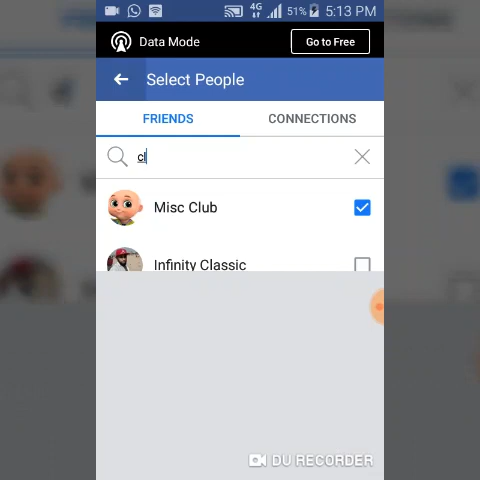 4G 51% 5:13 PM
Data Mode
Go to Free
Select People
FRIENDS
CONNECTIONS
cl
Misc Club
Infinity Classic
DU RECORDER